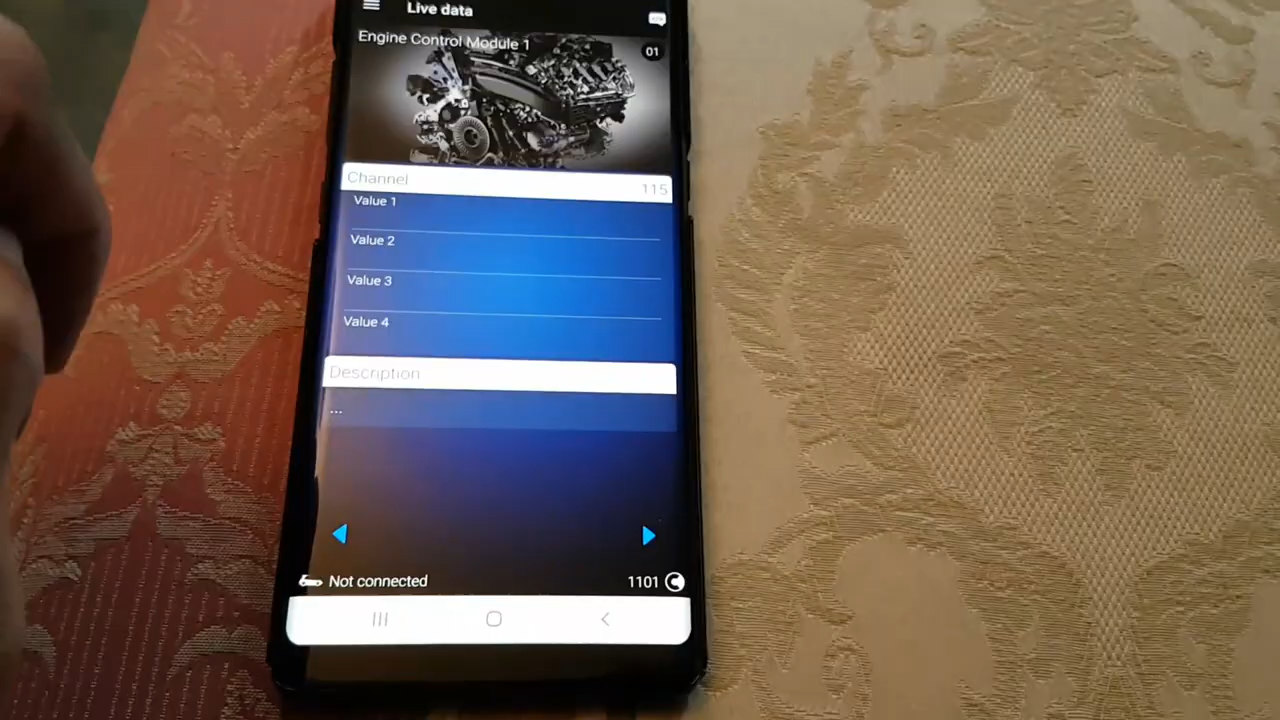 Live data
Engine Control Module 1
01
Channel 115
Value 1
Value 2
Value 3
Value 4
Description
...
Not connected 1101